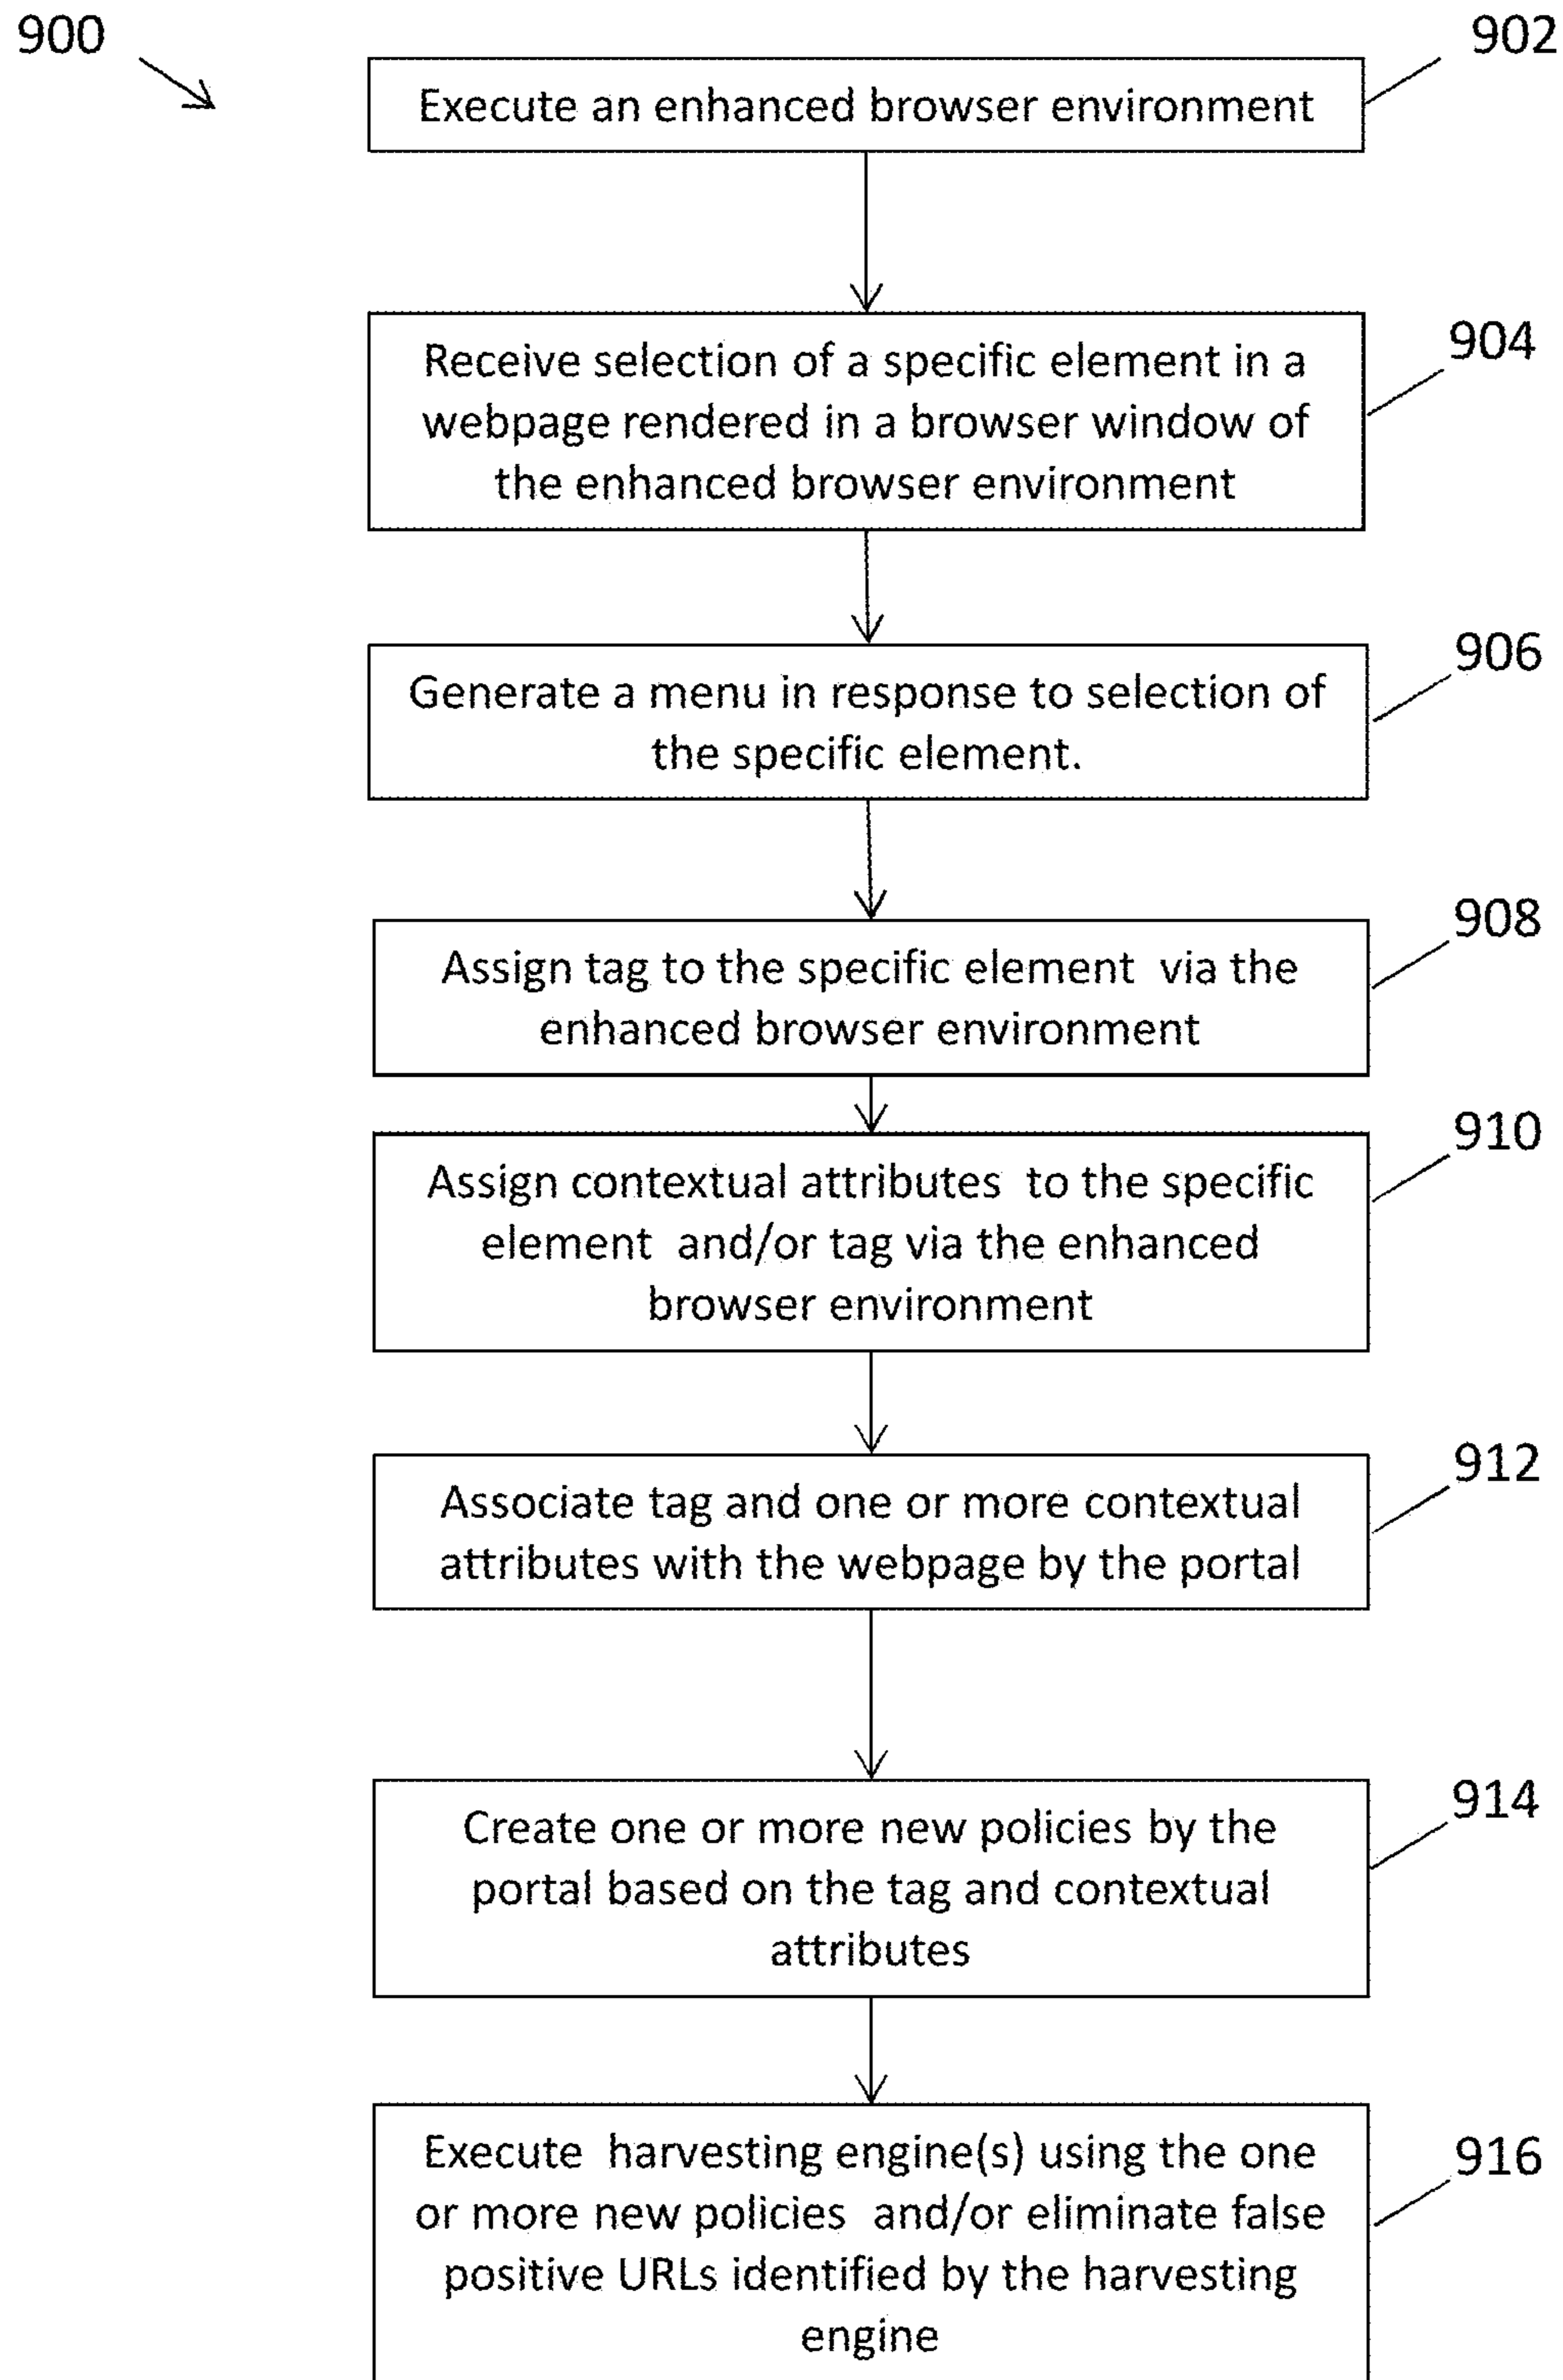 900
902
Execute an enhanced browser environment
904
Receive selection of a specific element in a
webpage rendered in a browser window of
the enhanced browser environment
906
Generate a menu in response to selection of
the specific element.
908
Assign tag to the specific element via the
enhanced browser environment
910
Assign contextual attributes to the specific
element and/or tag via the enhanced
browser environment
912
Associate tag and one or more contextual
attributes with the webpage by the portal
914
Create one or more new policies by the
portal based on the tag and contextual
attributes
916
Execute harvesting engine(s) using the one
or more new policies and/or eliminate false
positive URLs identified by the harvesting
engine